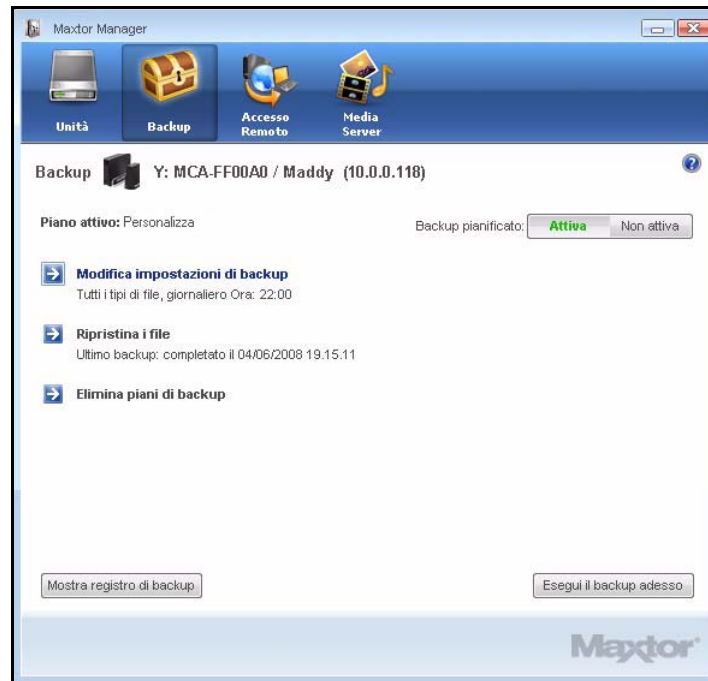 Maxtor Manager
Unità
Backup
Accesso
Remoto
Media
Server
Backup Y: MCA-FF00A0 / Maddy (10.0.0.118)
?
Piano attivo: Personalizza
Backup pianificato: Attiva Non attiva
Modifica impostazioni di backup
Tutti i tipi di file, giornaliero Ora: 22:00
Ripristina i file
Ultimo backup: completato il 04/06/2008 19.15.11
Elimina piani di backup
Mostra registro di backup
Esegui il backup adesso
Maxtor